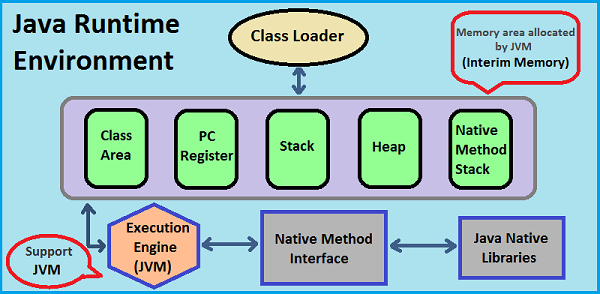 Java Runtime
Environment
Class Loader
Memory area allocated
by JVM
(Interim Memory)
Class
Area
PC
Register
Stack
Heap
Native
Method
Stack
Support
JVM
Execution
Engine
(JVM)
Native Method
Interface
Java Native
Libraries